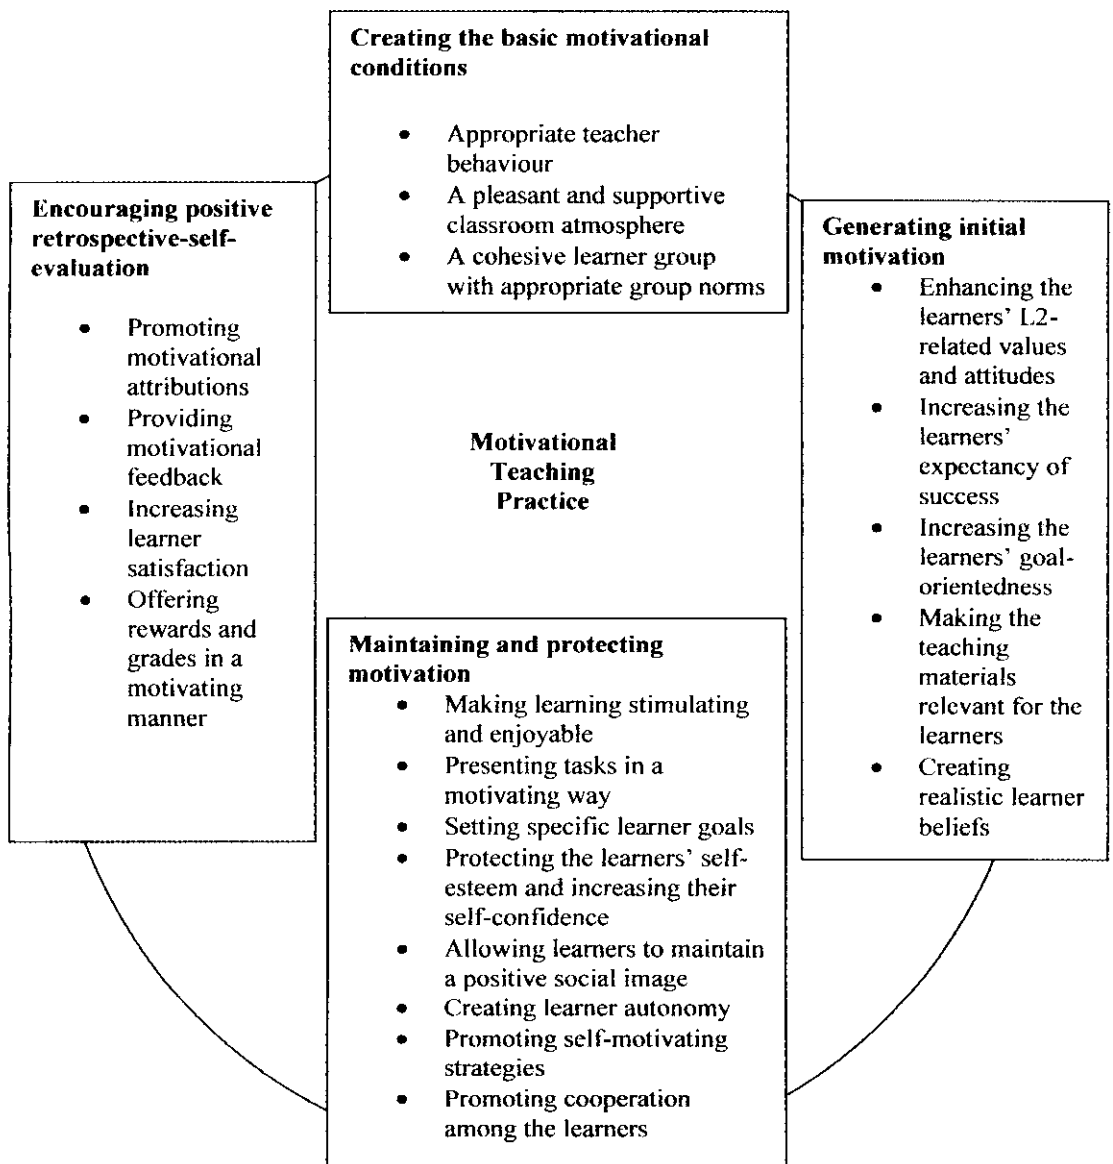 Creating the basic motivational
conditions
• Appropriate teacher
behaviour
• A pleasant and supportive
classroom atmosphere
• A cohesive learner group
with appropriate group norms
Encouraging positive
retrospective-self-
evaluation
• Promoting
motivational
attributions
• Providing
motivational
feedback
• Increasing
learner
satisfaction
• Offering
rewards and
grades in a
motivating
manner
Motivational
Teaching
Practice
Generating initial
motivation
• Enhancing the
learners' L2-
related values
and attitudes
• Increasing the
learners'
expectancy of
success
• Increasing the
learners' goal-
orientedness
• Making the
teaching
materials
relevant for the
learners
• Creating
realistic learner
beliefs
Maintaining and protecting
motivation
• Making learning stimulating
and enjoyable
• Presenting tasks in a
motivating way
• Setting specific learner goals
• Protecting the learners' self-
esteem and increasing their
self-confidence
• Allowing learners to maintain
a positive social image
• Creating learner autonomy
• Promoting self-motivating
strategies
• Promoting cooperation
among the learners